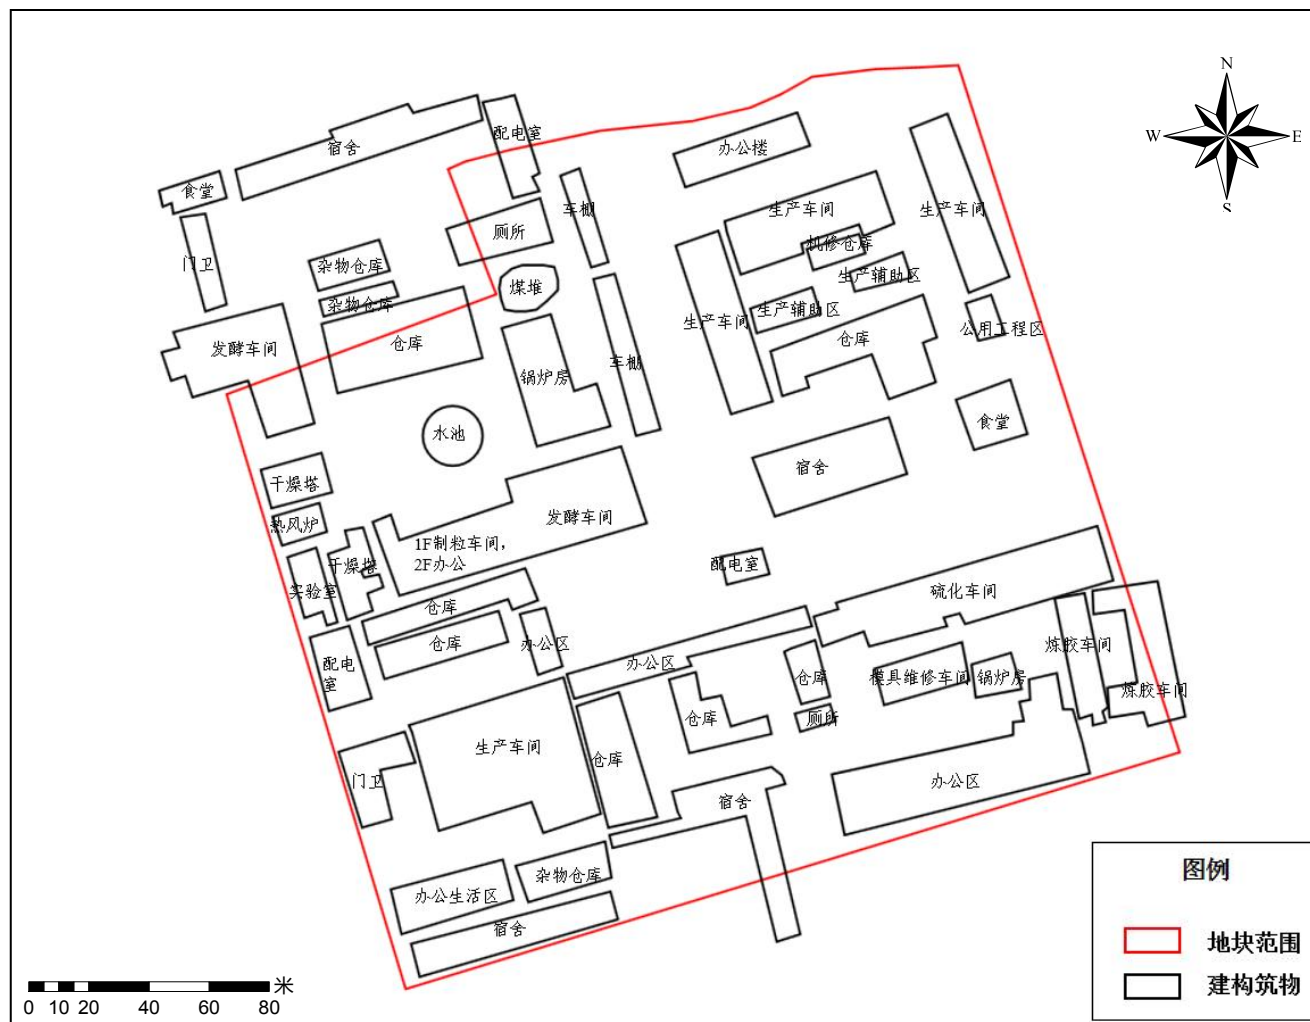 N
W
E
S
配电室
宿舍
办公楼
食堂
车棚
生产车间
生产车间
厕所
机修仓库
门卫
杂物仓库
生产辅助区
煤堆
杂物仓库
生产辅助区
生产车间
公用工程区
发酵车间
仓库
仓库
车棚
锅炉房
食堂
水池
宿舍
干燥塔
发酵车间
热风炉
1F制粒车间，
2F办公
干燥塔
配电室
实验室
硫化车间
仓库
仓库
办公区
炼胶车间
办公区
配电
室
仓库
模具维修车间
锅炉房
炼胶车间
仓库
厕所
生产车间
仓库
门卫
办公区
宿舍
杂物仓库
办公生活区
宿舍
图例
地块范围
建构筑物
米
0 10 20 40 60 80